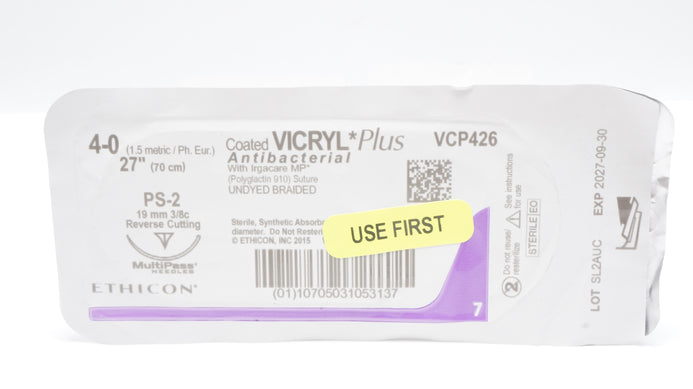 4-0 (1.5 metric / Ph. Eur.)
27" (70 cm)
PS-2
19 mm 3/8c
Reverse Cutting
MultiPass*
NEEDLES
ETHICON*
Coated VICRYL* Plus
Antibacterial
With Irgacare MP*
(Polyglactin 910) Suture
UNDYED BRAIDED
VCP426
Sterile, Synthetic Absorb
diameter. Do Not Resteri
© ETHICON, INC 2015
USE FIRST
(01)10705031053137
7
2 Do not reuse/
resterilize
See instructions
for use
STERILE EO
LOT SL2AUC EXP 2027-09-30